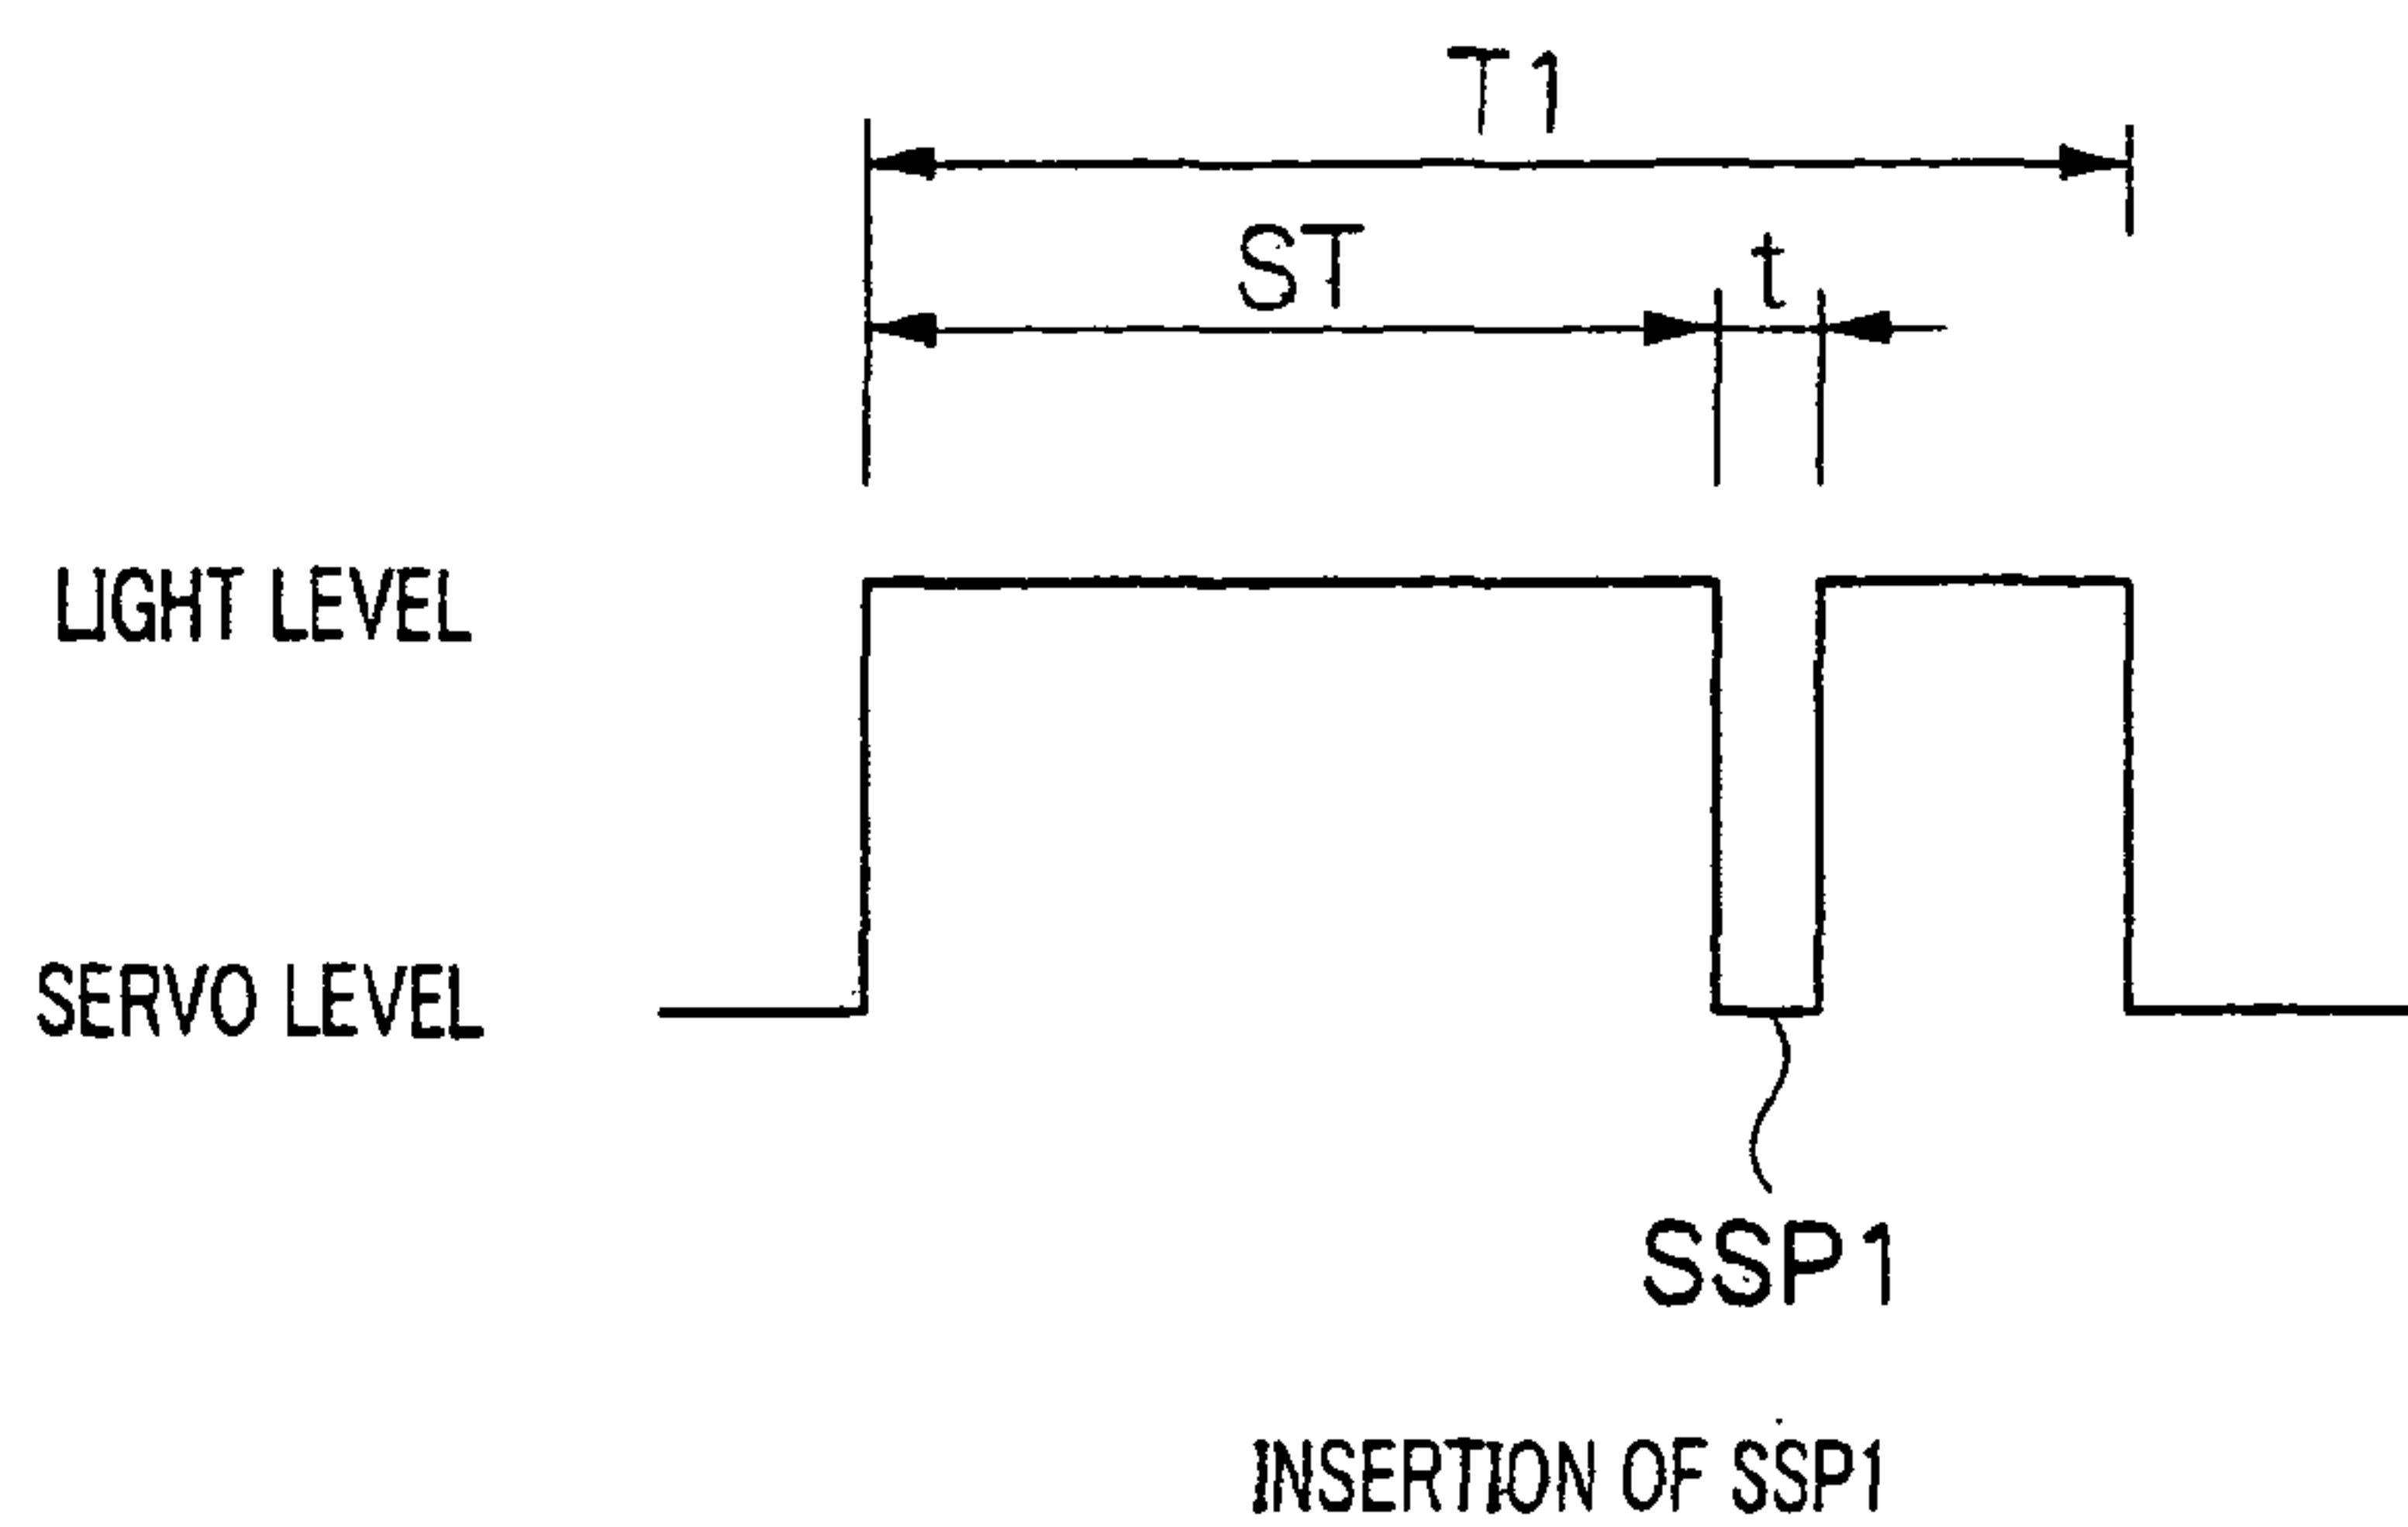 T1
ST
t
LIGHT LEVEL
SERVO LEVEL
SSP1
INSERTION OF SSP1